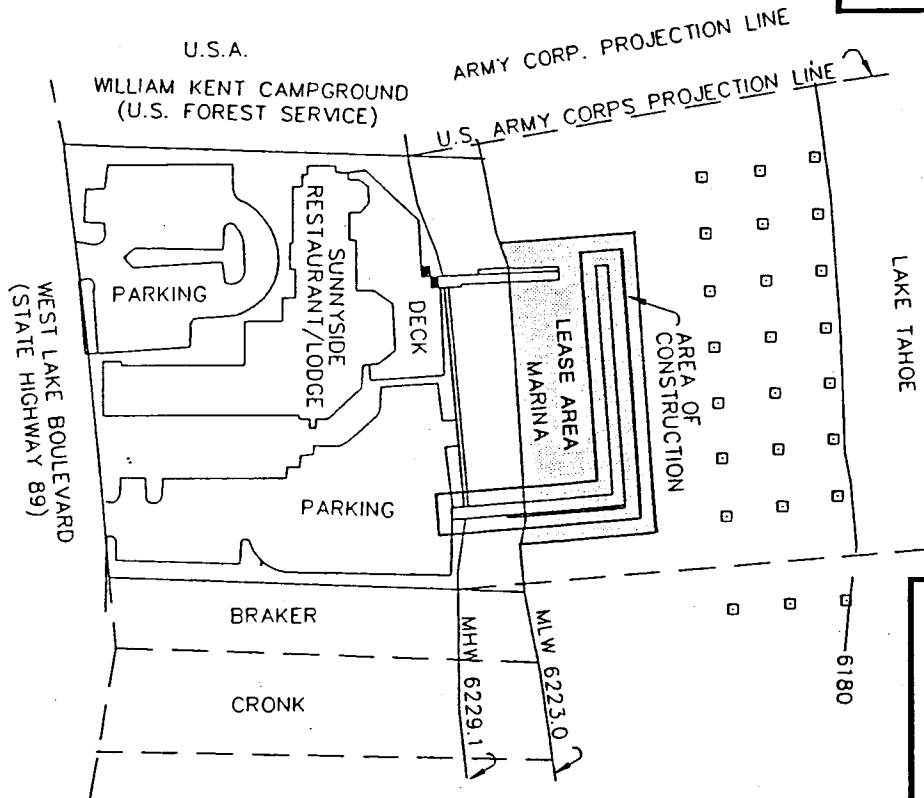 U.S.A.
WILLIAM KENT CAMPGROUND
(U.S. FOREST SERVICE)
ARMY CORP. PROJECTION LINE
U.S. ARMY CORPS PROJECTION LINE
LAKE TAHOE
WEST LAKE BOULEVARD
(STATE HIGHWAY 89)
PARKING
SUNNYSIDE
RESTAURANT/LODGE
DECK
LEASE AREA
MARINA
AREA OF
CONSTRUCTION
PARKING
BRAKER
CRONK
MHW 6229.1
MLW 6223.0
6180